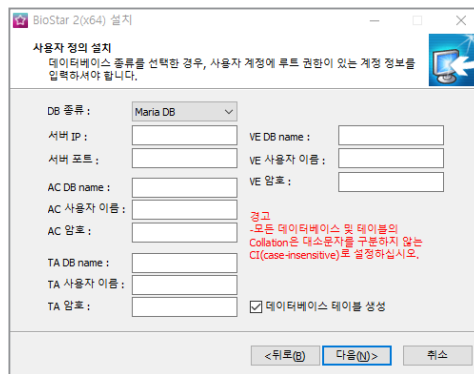 BioStar 2(x64) 설치
사용자 정의 설치
데이터베이스 종류를 선택한 경우, 사용자 계정에 루트 권한이 있는 계정 정보를
입력하셔야 합니다.
DB 종류 :
Maria DB
서버 IP :
서버 포트 :
AC DB name :
AC 사용자 이름 :
AC 암호 :
TA DB name :
TA 사용자 이름 :
TA 암호 :
VE DB name :
VE 사용자 이름 :
VE 암호 :
경고
-모든 데이터베이스 및 테이블의
Collation은 대소문자를 구분하지 않는
CI(case-insensitive)로 설정하십시오.
데이터베이스 테이블 생성
<뒤로(B)
다음(N)>
취소